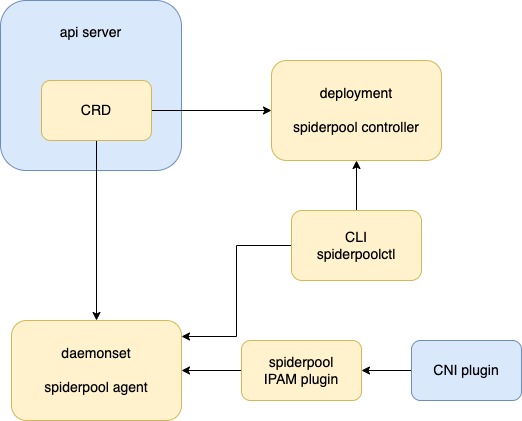 api server
CRD
deployment
spiderpool controller
CLI
spiderpoolctl
daemonset
spiderpool agent
spiderpool
IPAM plugin
CNI plugin